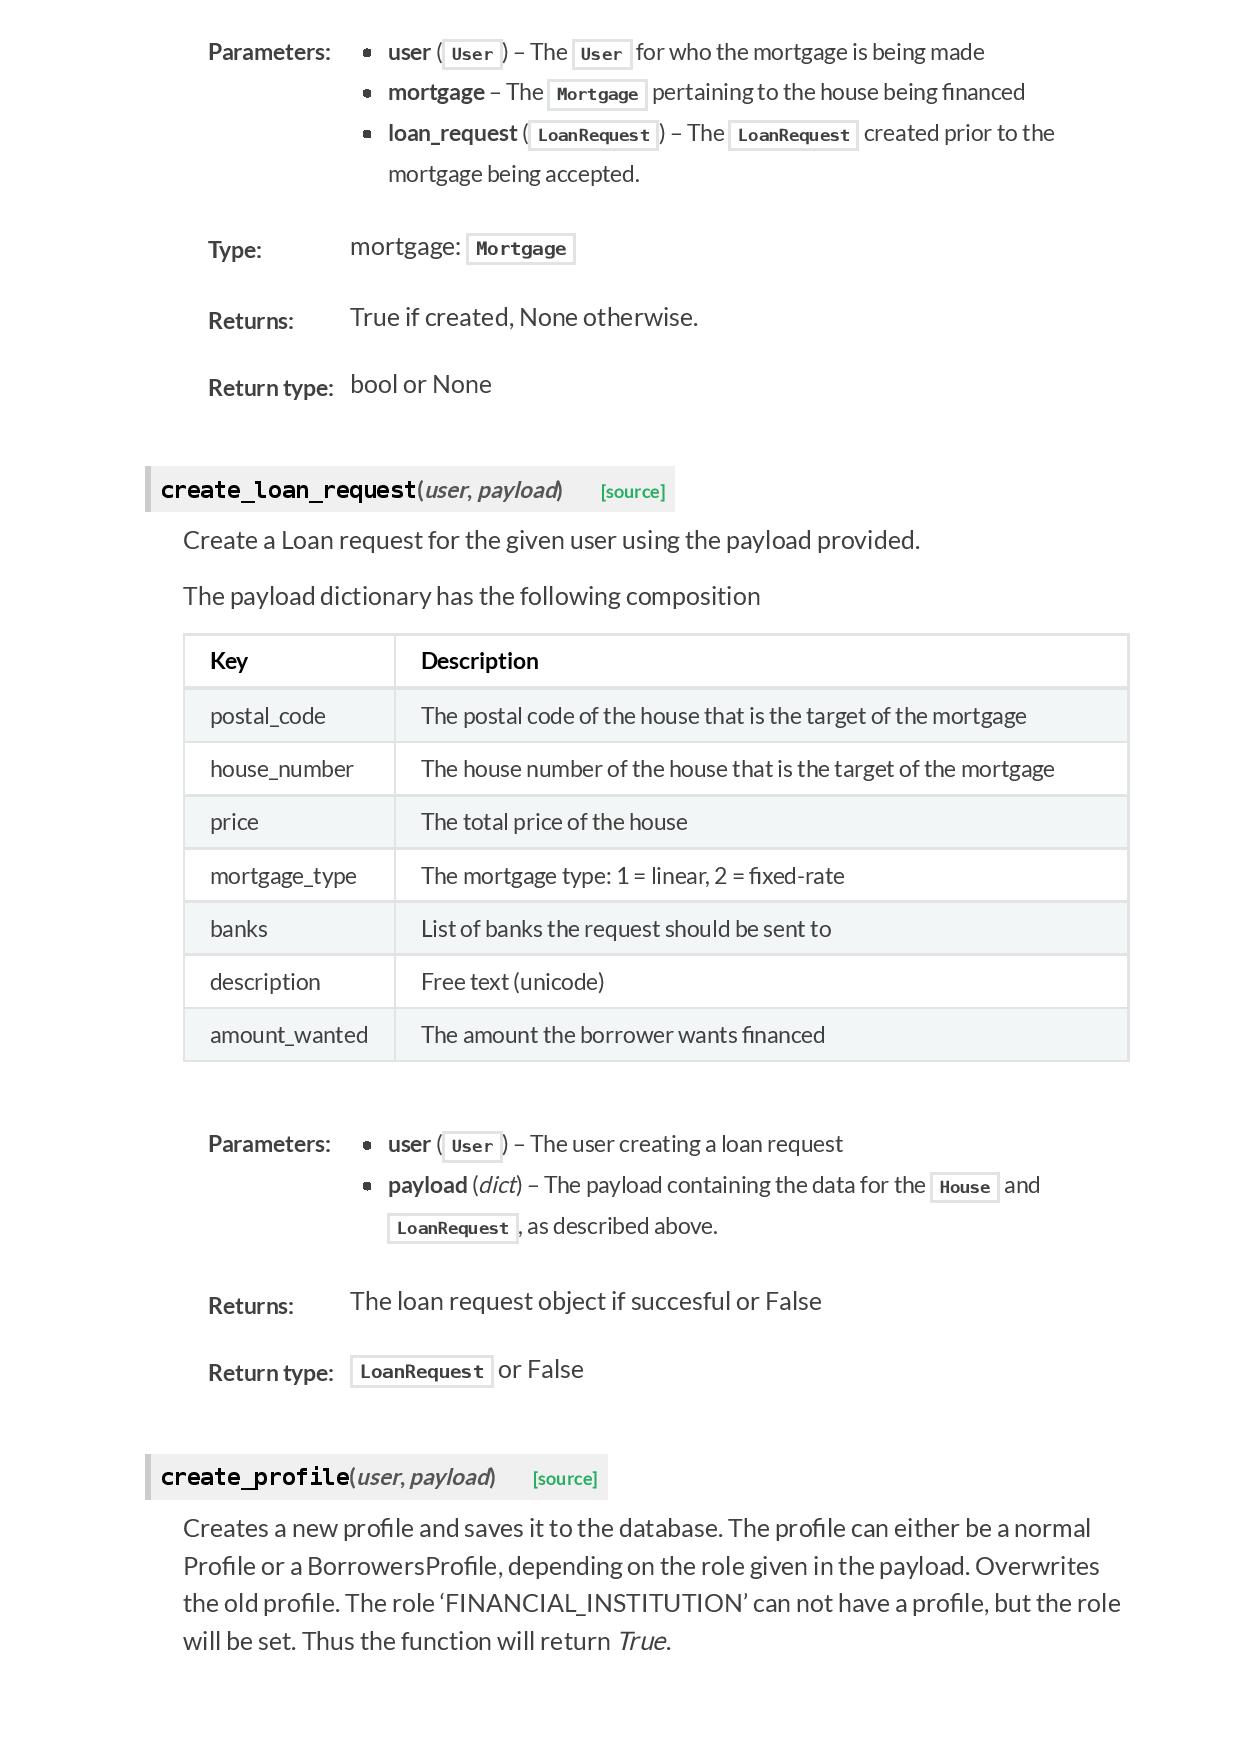 Parameters: • user ( User ) – The User for who the mortgage is being made
• mortgage – The Mortgage pertaining to the house being financed
• loan_request ( LoanRequest ) – The LoanRequest created prior to the
mortgage being accepted.
Type: mortgage: Mortgage
Returns: True if created, None otherwise.
Return type: bool or None
create_loan_request(user, payload) [source]
Create a Loan request for the given user using the payload provided.
The payload dictionary has the following composition
Key Description
postal_code The postal code of the house that is the target of the mortgage
house_number The house number of the house that is the target of the mortgage
price The total price of the house
mortgage_type The mortgage type: 1 = linear, 2 = fixed-rate
banks List of banks the request should be sent to
description Free text (unicode)
amount_wanted The amount the borrower wants financed
Parameters: • user ( User ) – The user creating a loan request
• payload (dict) – The payload containing the data for the House and
LoanRequest , as described above.
Returns: The loan request object if succesful or False
Return type: LoanRequest or False
create_profile(user, payload) [source]
Creates a new profile and saves it to the database. The profile can either be a normal
Profile or a BorrowersProfile, depending on the role given in the payload. Overwrites
the old profile. The role ‘FINANCIAL_INSTITUTION’ can not have a profile, but the role
will be set. Thus the function will return True.